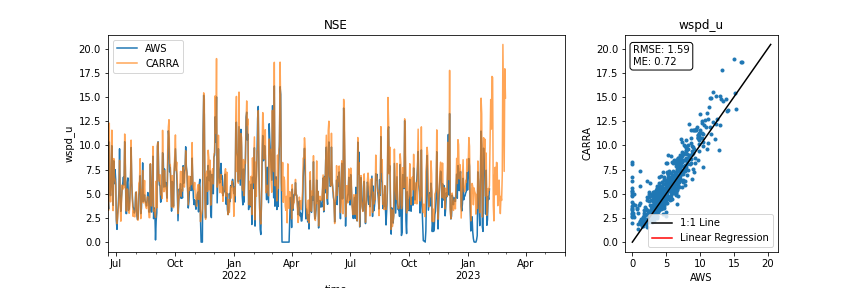 NSE
wspd_u
20.0
17.5
15.0
12.5
10.0
7.5
5.0
2.5
0.0
AWS
CARRA
Jul
Oct
Jan
2022
Apr
Jul
Oct
Jan
2023
Apr
time
wspd_u
CARRA
20.0
17.5
15.0
12.5
10.0
7.5
5.0
2.5
0.0
RMSE: 1.59
ME: 0.72
1:1 Line
Linear Regression
0
5
10
15
20
AWS